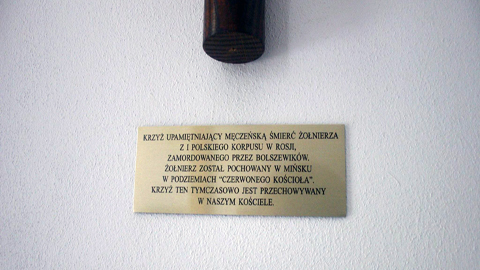 KRZYŻ UPAMIĘTNIAJĄCY MĘCZEŃSKĄ ŚMIERĆ ŻOŁNIERZA
Z I POLSKIEGO KORPUSU W ROSJI,
ZAMORDOWANEGO PRZEZ BOLSZEWIKÓW.
ŻOŁNIERZ ZOSTAŁ POCHOWANY W MIŃSKU
W PODZIEMIACH "CZERWONEGO KOŚCIOŁA".
KRZYŻ TEN TYMCZASOWO JEST PRZECHOWYWANY
W NASZYM KOŚCIELE.